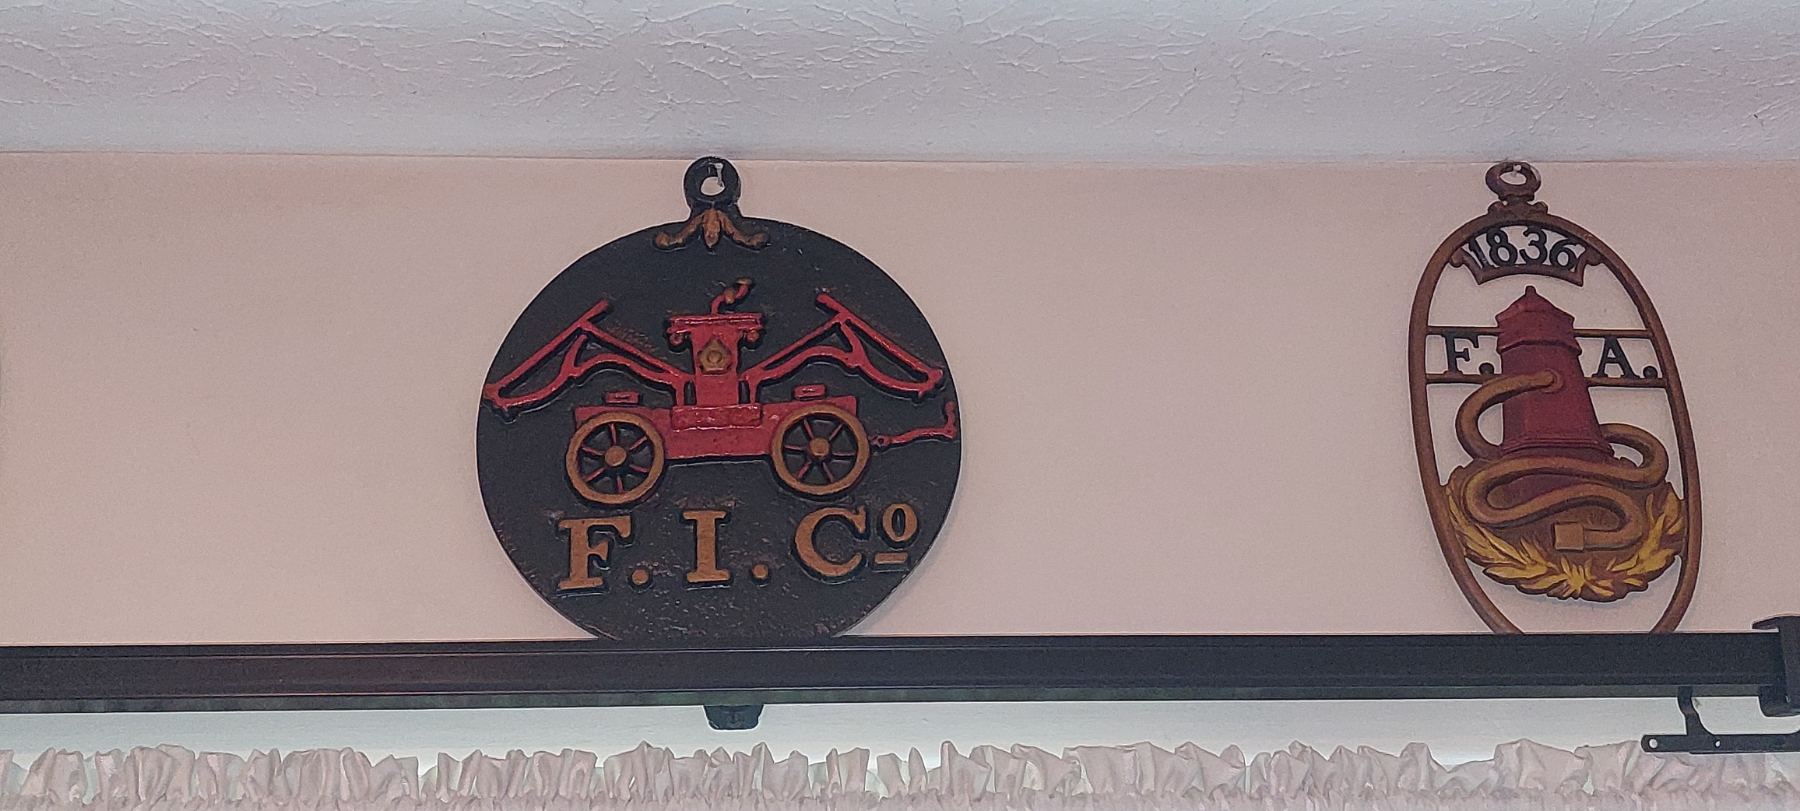 F. I. Co
1836
F. A.